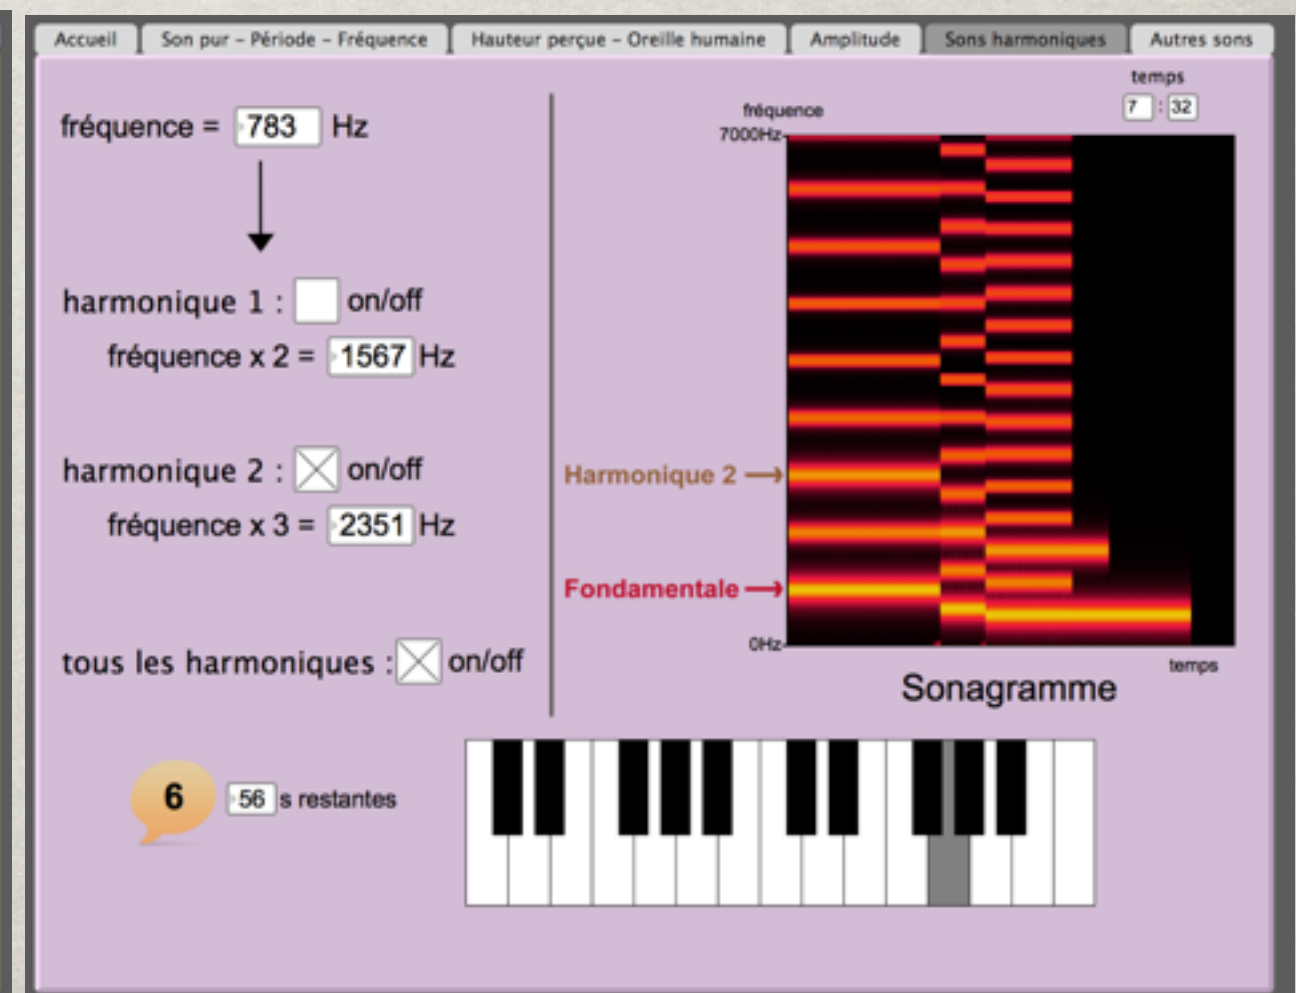 Accueil
Son pur – Période – Fréquence
Hauteur perçue – Oreille humaine
Amplitude
Sons harmoniques
Autres sons
fréquence = 783 Hz
harmonique 1 : on/off
fréquence x 2 = 1567 Hz
harmonique 2 : on/off
fréquence x 3 = 2351 Hz
tous les harmoniques : on/off
6
56 s restantes
temps
7 : 32
fréquence
7000Hz
Harmonique 2
Fondamentale
0Hz
temps
Sonagramme